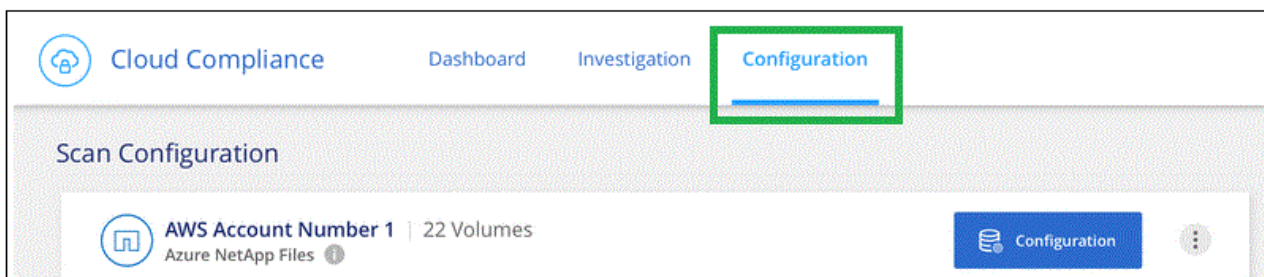 Cloud Compliance Dashboard Investigation Configuration
Scan Configuration
AWS Account Number 1 | 22 Volumes
Azure NetApp Files
Configuration